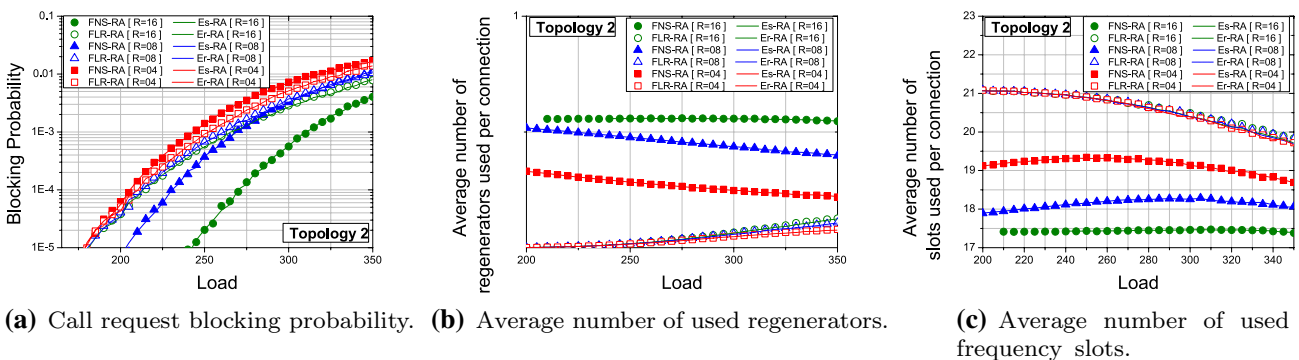 Blocking Probability
0.1
0.01
1E-3
1E-4
1E-5
FNS-RA [ R=16 ] Es-RA [ R=16 ]
FLR-RA [ R=16 ] Er-RA [ R=16 ]
FNS-RA [ R=08 ] Es-RA [ R=08 ]
FLR-RA [ R=08 ] Er-RA [ R=08 ]
FNS-RA [ R=04 ] Es-RA [ R=04 ]
FLR-RA [ R=04 ] Er-RA [ R=04 ]
Topology 2
200 250 300 350
Load
(a) Call request blocking probability.
Average number of
regenerators used per connection
1
Topology 2
FNS-RA [ R=16 ] Es-RA [ R=16 ]
FLR-RA [ R=16 ] Er-RA [ R=16 ]
FNS-RA [ R=08 ] Es-RA [ R=08 ]
FLR-RA [ R=08 ] Er-RA [ R=08 ]
FNS-RA [ R=04 ] Es-RA [ R=04 ]
FLR-RA [ R=04 ] Er-RA [ R=04 ]
200 250 300 350
Load
(b) Average number of used regenerators.
Average number of
slots used per connection
23
22
21
20
19
18
17
Topology 2
FNS-RA [ R=16 ] Es-RA [ R=16 ]
FLR-RA [ R=16 ] Er-RA [ R=16 ]
FNS-RA [ R=08 ] Es-RA [ R=08 ]
FLR-RA [ R=08 ] Er-RA [ R=08 ]
FNS-RA [ R=04 ] Es-RA [ R=04 ]
FLR-RA [ R=04 ] Er-RA [ R=04 ]
200 220 240 260 280 300 320 340
Load
(c) Average number of used
frequency slots.